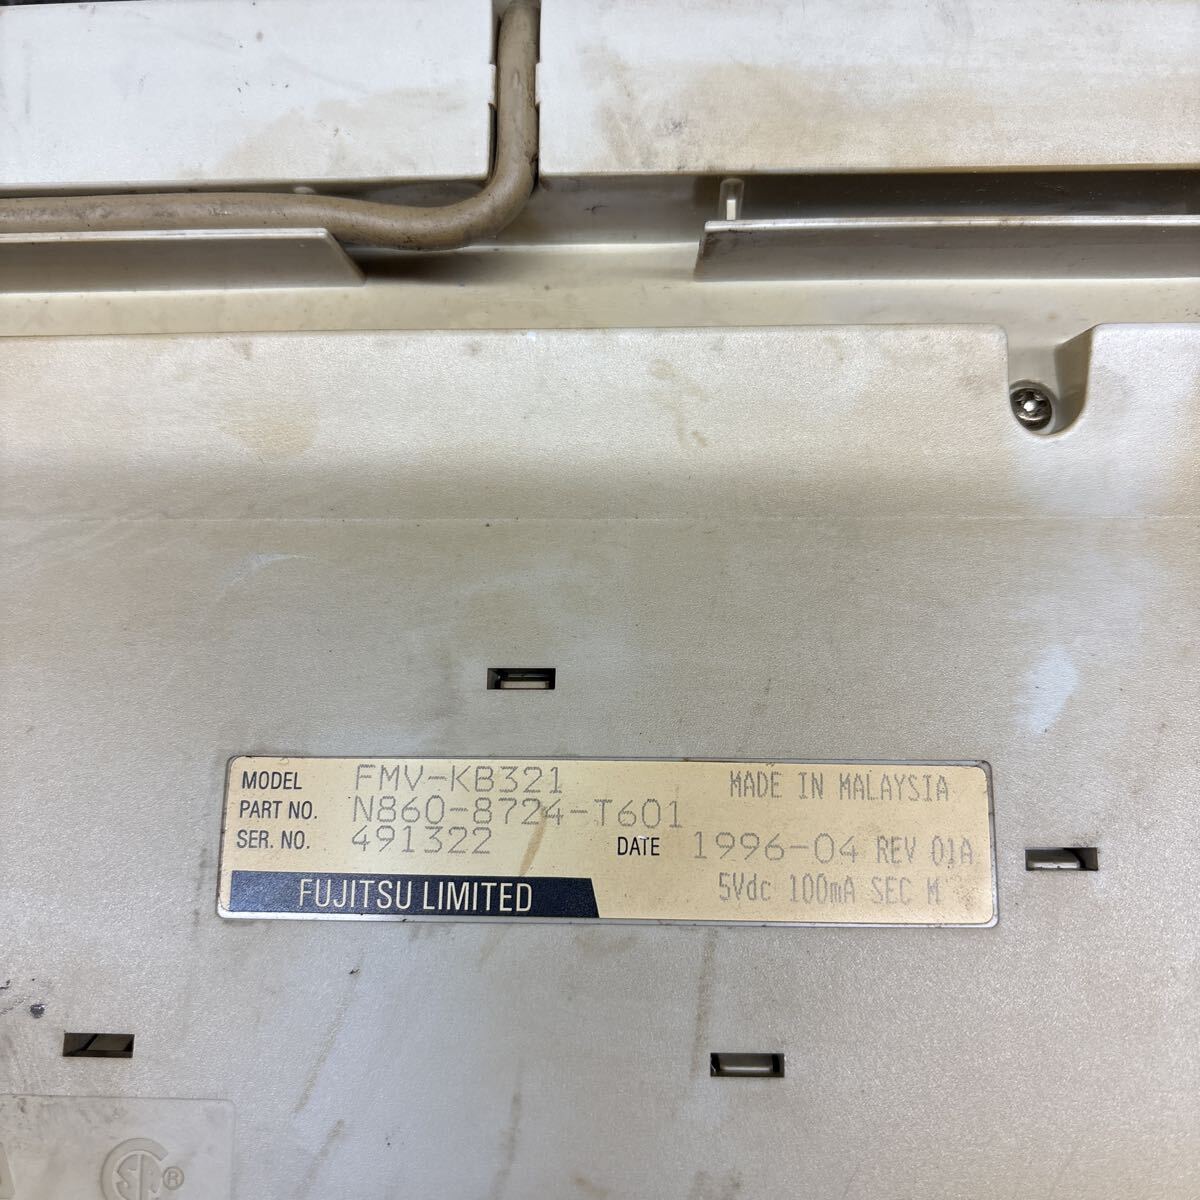 MODEL FMV-KB321 MADE IN MALAYSIA
PART NO. N860-8724-T601
SER. NO. 491322 DATE 1996-04 REV 01A
FUJITSU LIMITED 5Vdc 100mA SEC M
®